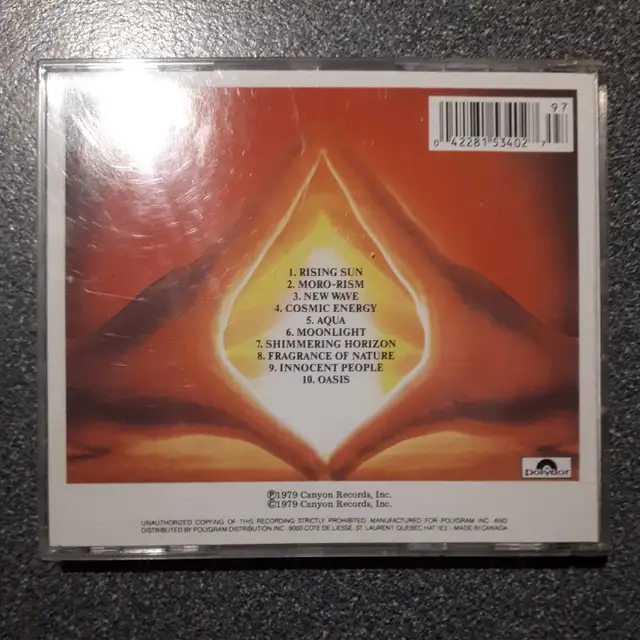 97
0 42281 53402 7
1. RISING SUN
2. MORO-RISM
3. NEW WAVE
4. COSMIC ENERGY
5. AQUA
6. MOONLIGHT
7. SHIMMERING HORIZON
8. FRAGRANCE OF NATURE
9. INNOCENT PEOPLE
10. OASIS
polydor
℗1979 Canyon Records, Inc.
©1979 Canyon Records, Inc.
UNAUTHORIZED COPYING OF THIS RECORDING STRICTLY PROHIBITED. MANUFACTURED FOR POLYGRAM INC. AND
DISTRIBUTED BY POLYGRAM DISTRIBUTION INC. 6000 COTE DE LIESSE, ST. LAURENT QUEBEC H4T 1E3 - MADE IN CANADA